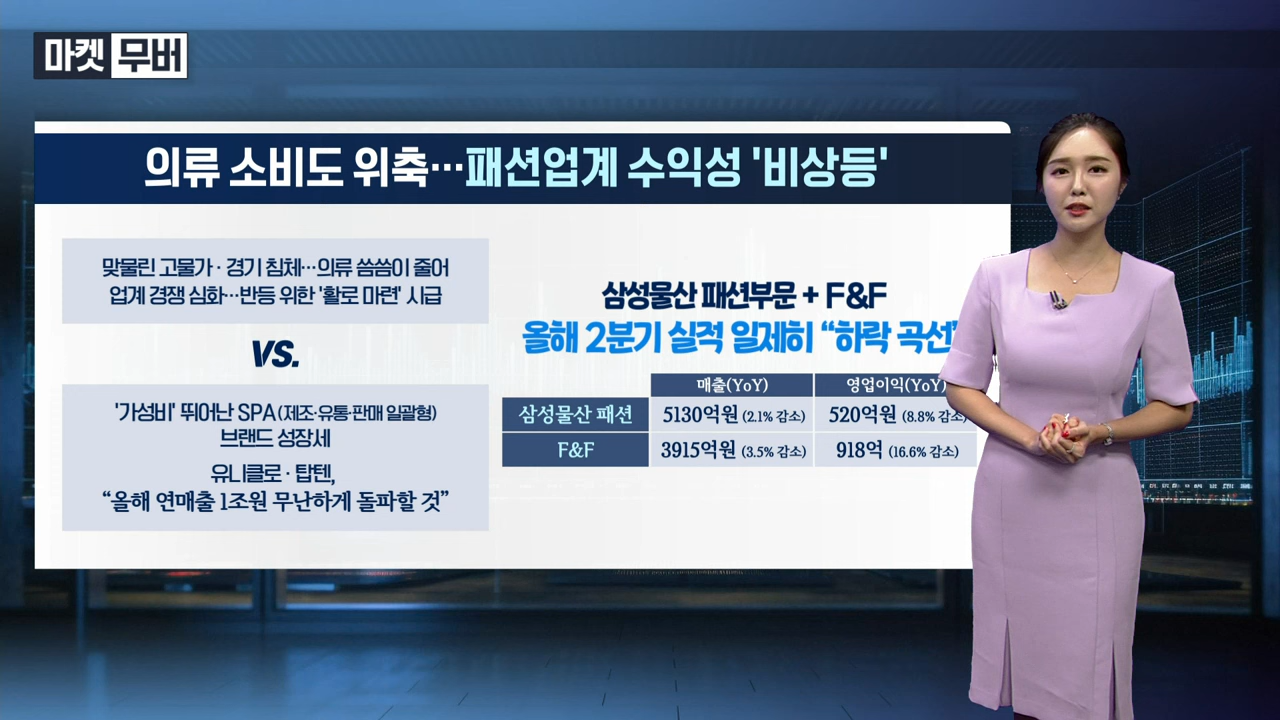 마켓 무버
의류 소비도 위축…패션업계 수익성 '비상등'
맞물린 고물가·경기 침체…의류 씀씀이 줄어
업계 경쟁 심화…반등 위한 '활로 마련' 시급
VS.
'가성비' 뛰어난 SPA(제조·유통·판매 일괄형)
브랜드 성장세
유니클로·탑텐,
“올해 연매출 1조원 무난하게 돌파할 것”
삼성물산 패션부문 + F&F
올해 2분기 실적 일제히 “하락 곡선”
매출(YoY) 영업이익(YoY)
삼성물산 패션 5130억원 (2.1% 감소) 520억원 (8.8% 감소)
F&F 3915억원 (3.5% 감소) 918억 (16.6% 감소)